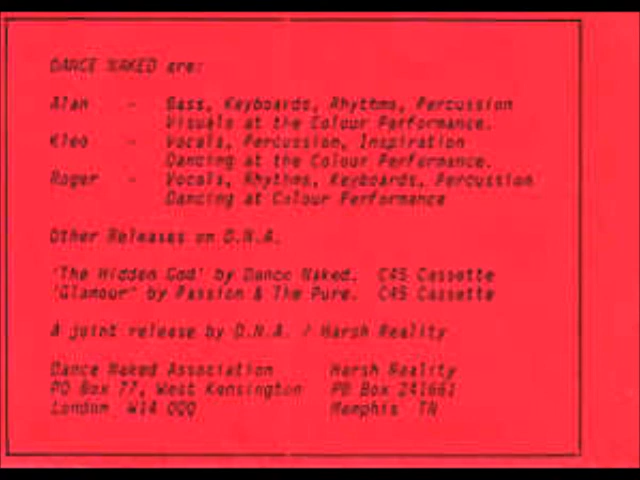 DANCE NAKED are:
Alan - Bass, Keyboards, Rhythms, Percussion
Visuals at the Colour Performance.
Kleo - Vocals, Percussion, Inspiration
Dancing at the Colour Performance.
Roger - Vocals, Rhythms, Keyboards, Percussion
Dancing at Colour Performance
Other Releases on D.N.A.
'The Hidden God' by Dance Naked. C45 Cassette
'Glamour' by Passion & The Pure. C45 Cassette
A joint release by D.N.A. / Harsh Reality
Dance Naked Association Harsh Reality
PO Box 77, West Kensington PO Box 241661
London W14 Memphis TN